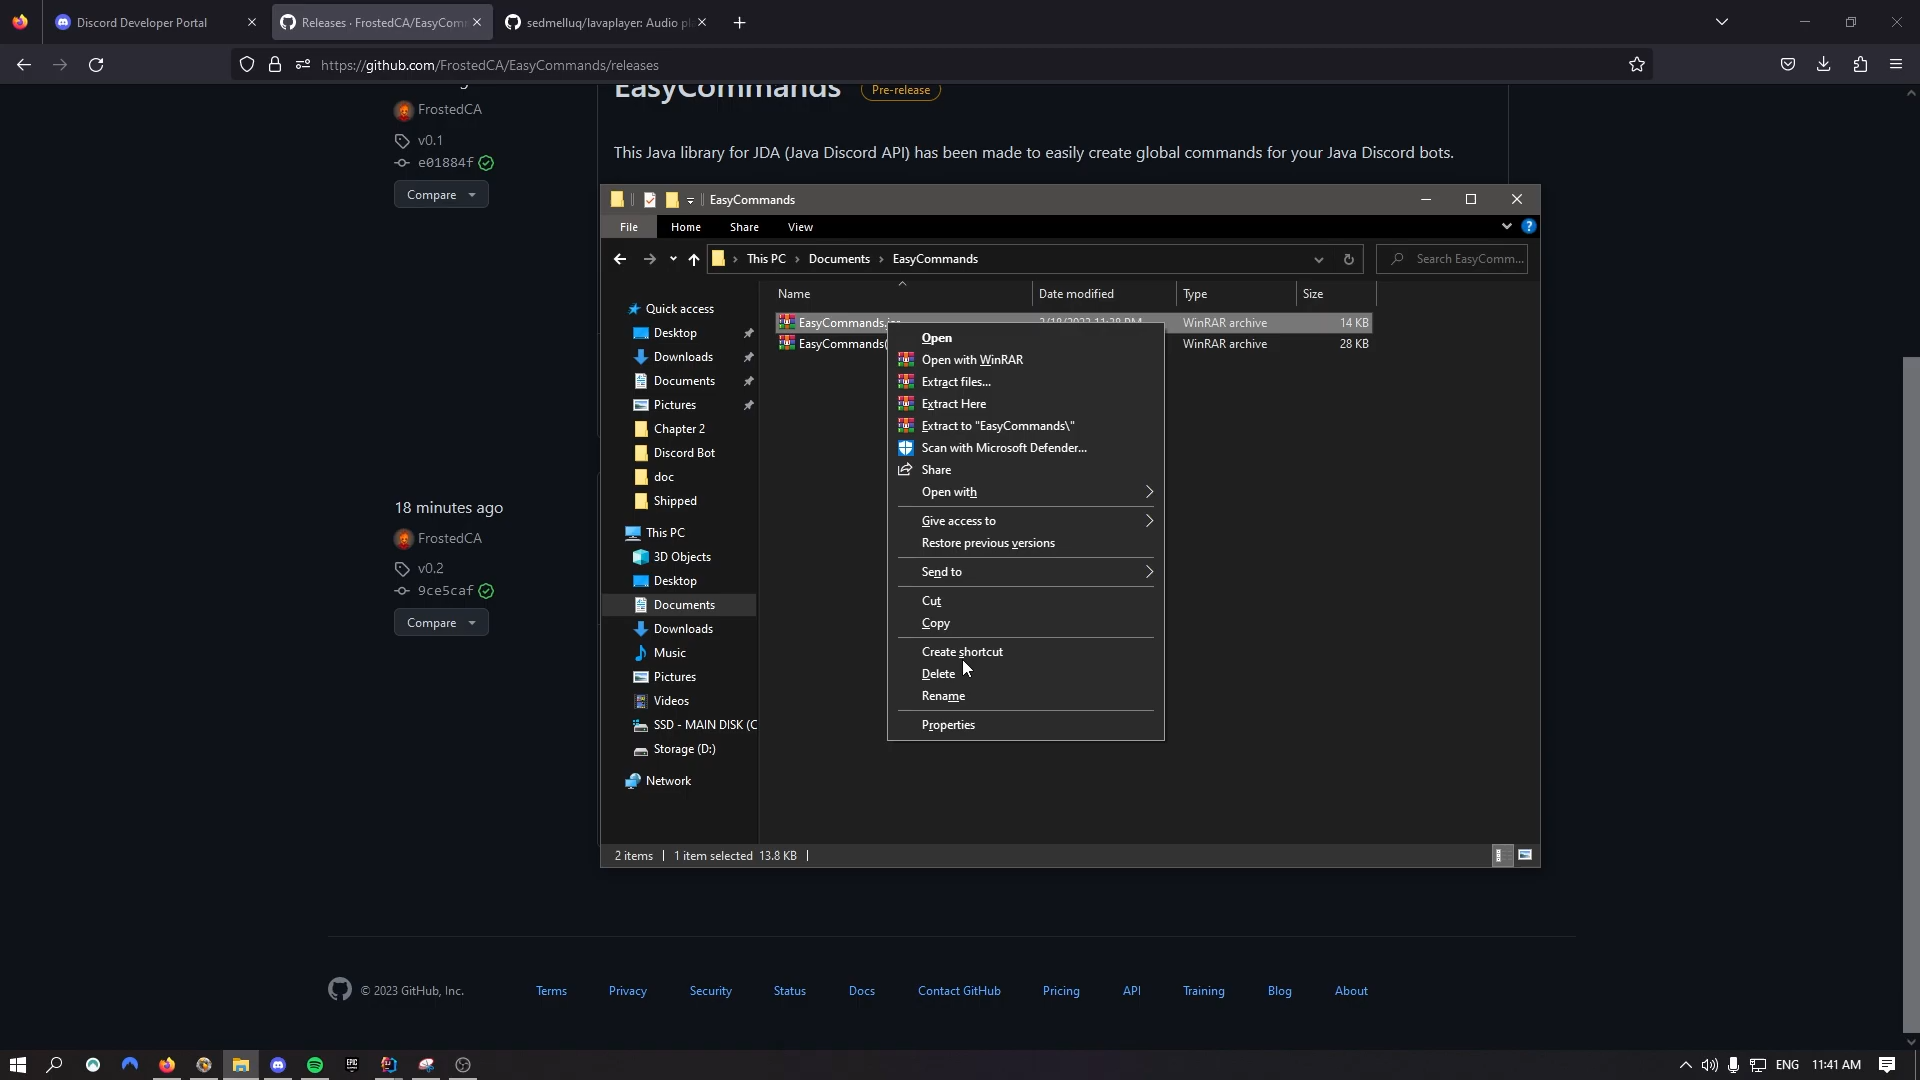 Discord Developer Portal
Releases · FrostedCA/EasyComm
sedmelluq/lavaplayer: Audio pl
https://github.com/FrostedCA/EasyCommands/releases
EasyCommands
Pre-release
FrostedCA
v0.1
e01884f
Compare
This Java library for JDA (Java Discord API) has been made to easily create global commands for your Java Discord bots.
EasyCommands
File
Home
Share
View
This PC
Documents
EasyCommands
Search EasyComm...
Name
Date modified
Type
Size
Quick access
Desktop
Downloads
Documents
Pictures
Chapter 2
Discord Bot
doc
Shipped
This PC
3D Objects
Desktop
Documents
Downloads
Music
Pictures
Videos
SSD - MAIN DISK (C
Storage (D:)
Network
EasyCommands.jar
WinRAR archive
14 KB
EasyCommands(
WinRAR archive
28 KB
Open
Open with WinRAR
Extract files...
Extract Here
Extract to "EasyCommands\"
Scan with Microsoft Defender...
Share
Open with
Give access to
Restore previous versions
Send to
Cut
Copy
Create shortcut
Delete
Rename
Properties
2 items
1 item selected 13.8 KB
18 minutes ago
FrostedCA
v0.2
9ce5caf
Compare
© 2023 GitHub, Inc.
Terms
Privacy
Security
Status
Docs
Contact GitHub
Pricing
API
Training
Blog
About
EPIC
ENG
11:41 AM